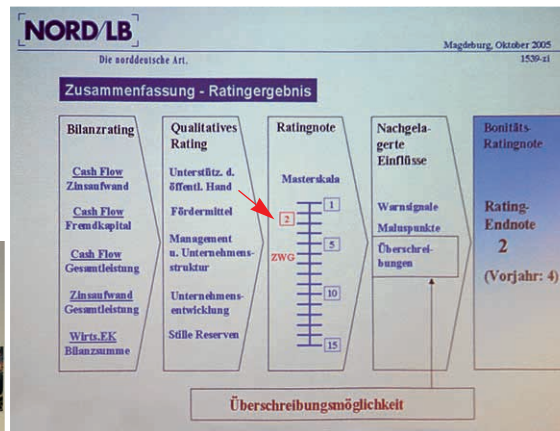 NORD/LB
Die norddeutsche Art.
Magdeburg, Oktober 2005
1539-zi
Zusammenfassung - Ratingergebnis
Bilanzrating
Cash Flow
Zinsaufwand
Cash Flow
Fremdkapital
Cash Flow
Gesamtleistung
Zinsaufwand
Gesamtleistung
Wirts.EK
Bilanzsumme
Qualitatives
Rating
Unterstütz. d.
öffentl. Hand
Fördermittel
Management
u. Unternehmens-
struktur
Unternehmens-
entwicklung
Stille Reserven
Ratingnote
Masterskala
1
2
5
ZWG
10
15
Nachgela-
gerte
Einflüsse
Warnsignale
Maluspunkte
Überschrei-
bungen
Bonitäts-
Ratingnote
Rating-
Endnote
2
(Vorjahr: 4)
Überschreibungsmöglichkeit